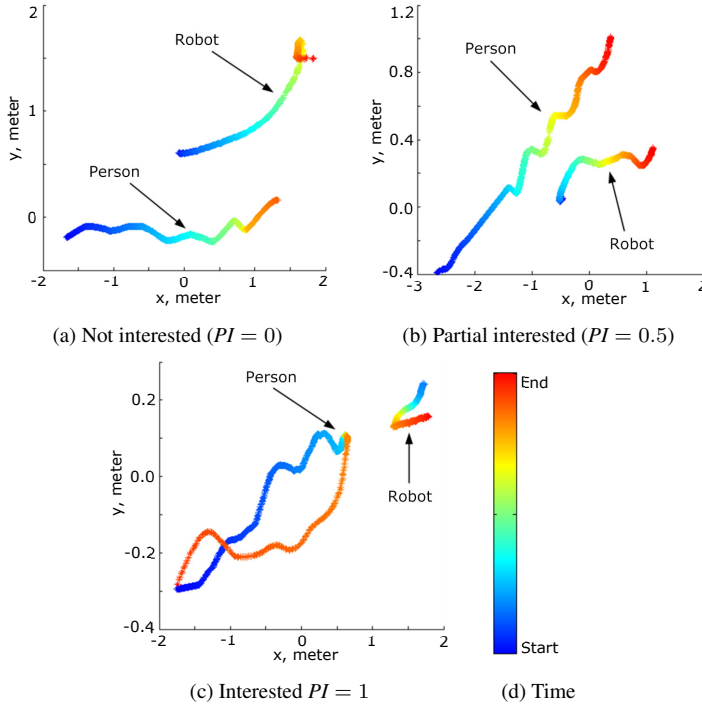 2
1
0
-2
-1
0
1
2
x, meter
y, meter
Robot
Person
1.2
0.8
0.4
0.0
-0.4
-3
-2
-1
0
1
2
x, meter
y, meter
Person
Robot
(a) Not interested (PI = 0)
(b) Partial interested (PI = 0.5)
0.2
0.0
-0.2
-0.4
-2
-1
0
1
2
x, meter
y, meter
Person
Robot
End
Start
(c) Interested PI = 1
(d) Time